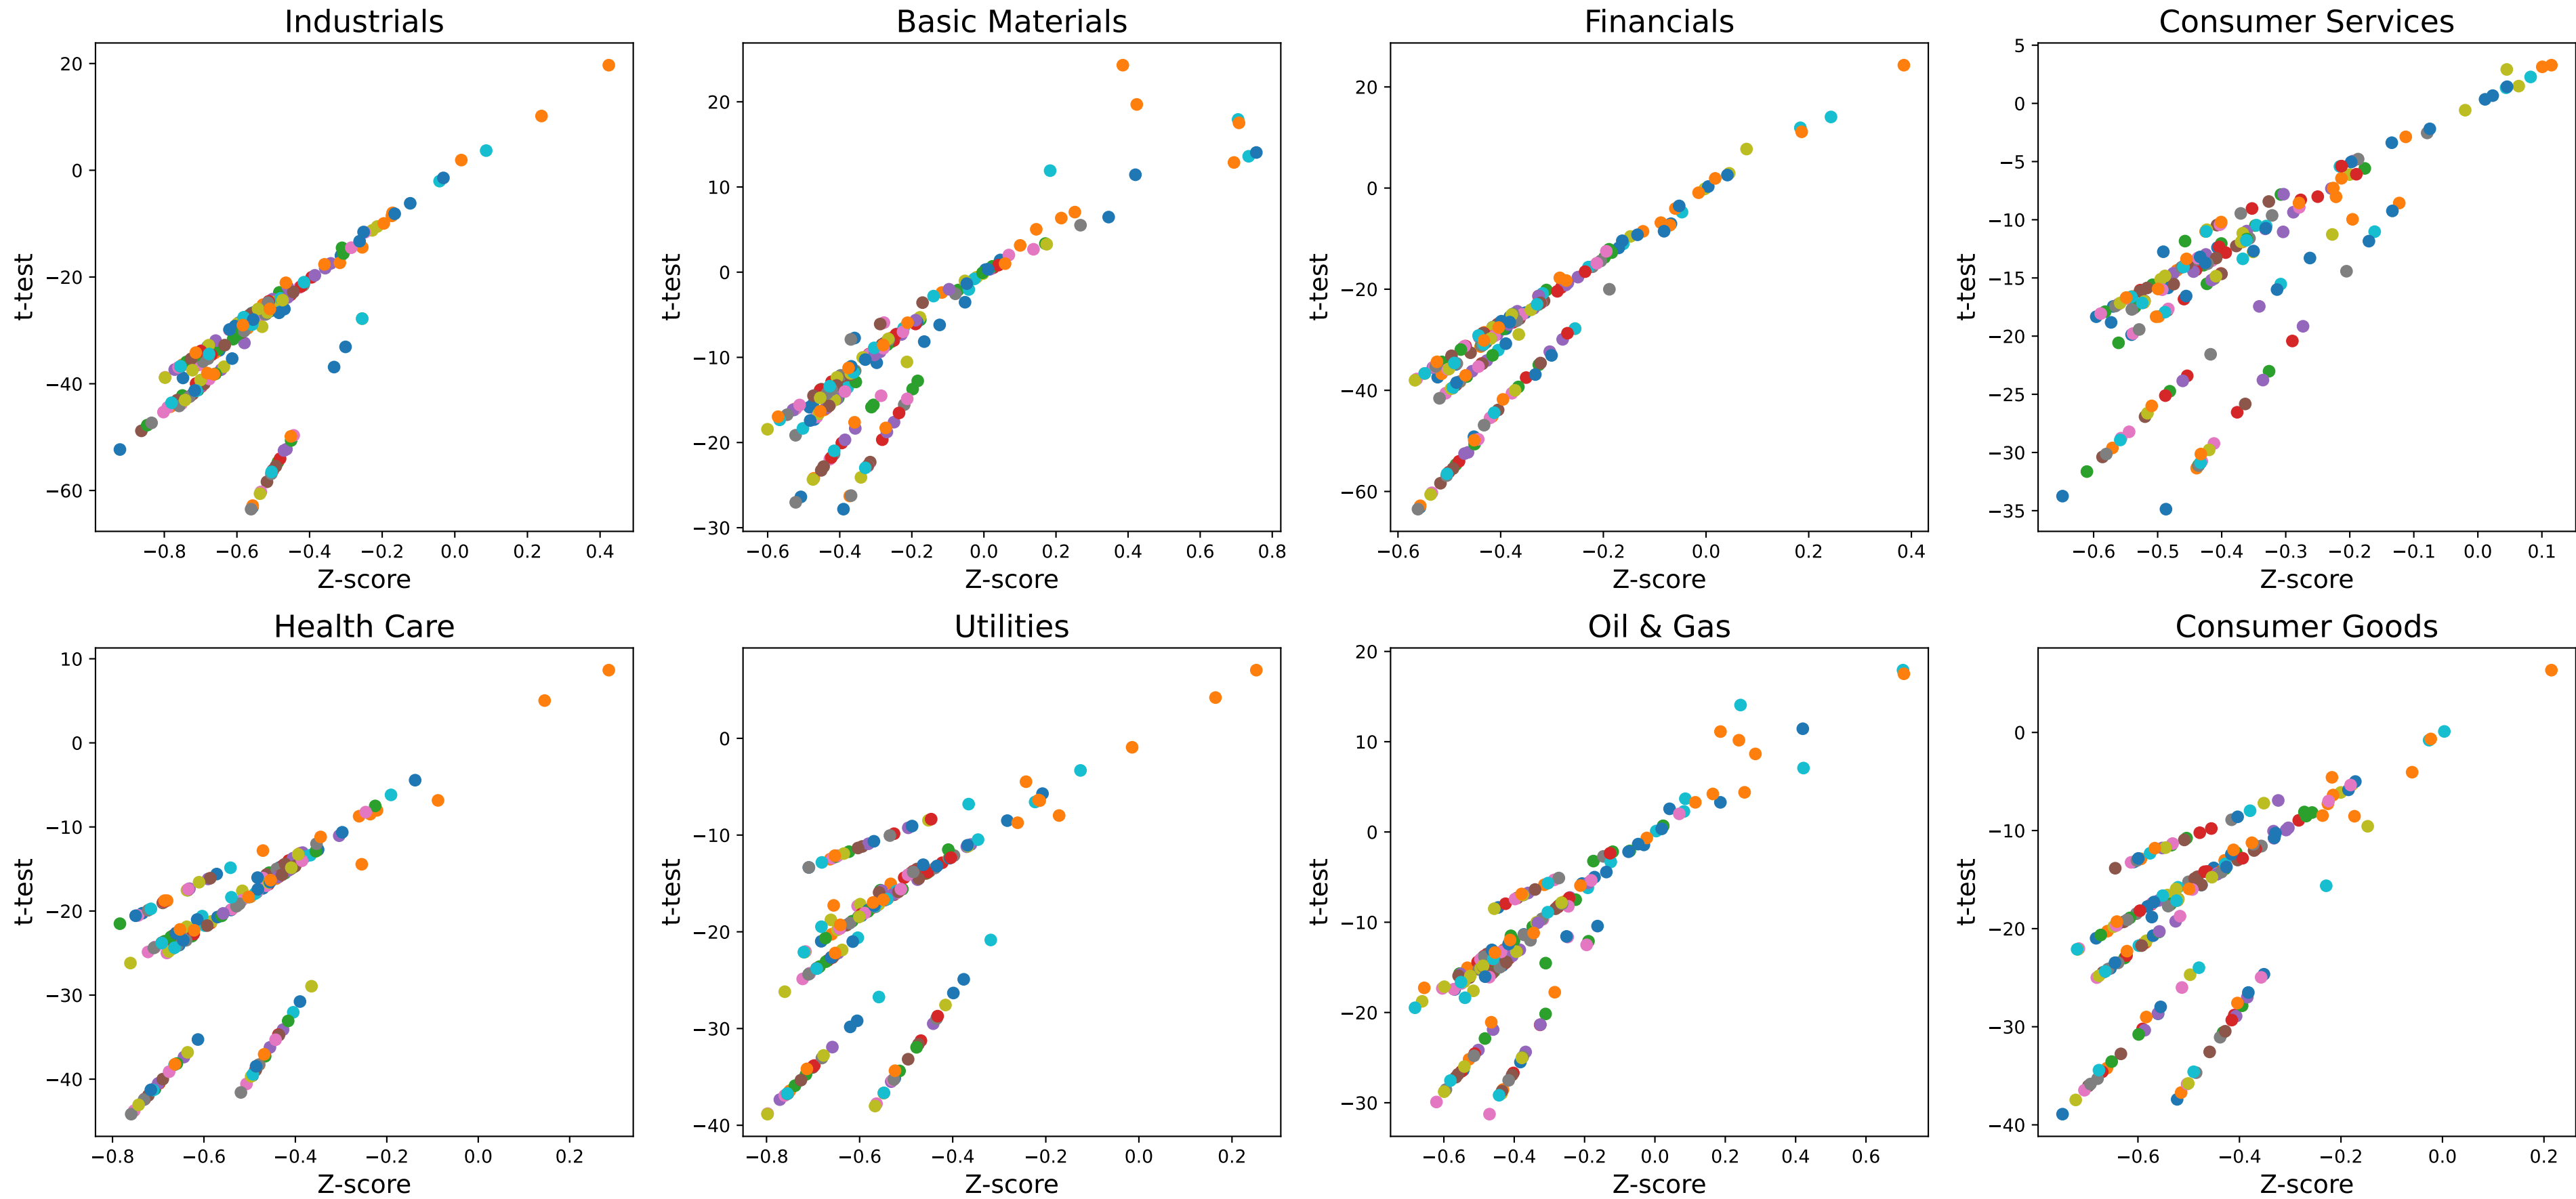 Industrials
20
0
−20
−40
−60
t-test
−0.8 −0.6 −0.4 −0.2 0.0 0.2 0.4
Z-score
Basic Materials
20
10
0
−10
−20
−30
t-test
−0.6 −0.4 −0.2 0.0 0.2 0.4 0.6 0.8
Z-score
Financials
20
0
−20
−40
−60
t-test
−0.6 −0.4 −0.2 0.0 0.2 0.4
Z-score
Consumer Services
5
0
−5
−10
−15
−20
−25
−30
−35
t-test
−0.6 −0.5 −0.4 −0.3 −0.2 −0.1 0.0 0.1
Z-score
Health Care
10
0
−10
−20
−30
−40
t-test
−0.8 −0.6 −0.4 −0.2 0.0 0.2
Z-score
Utilities
0
−10
−20
−30
−40
t-test
−0.8 −0.6 −0.4 −0.2 0.0 0.2
Z-score
Oil & Gas
20
10
0
−10
−20
−30
t-test
−0.6 −0.4 −0.2 0.0 0.2 0.4 0.6
Z-score
Consumer Goods
0
−10
−20
−30
−40
t-test
−0.6 −0.4 −0.2 0.0 0.2
Z-score